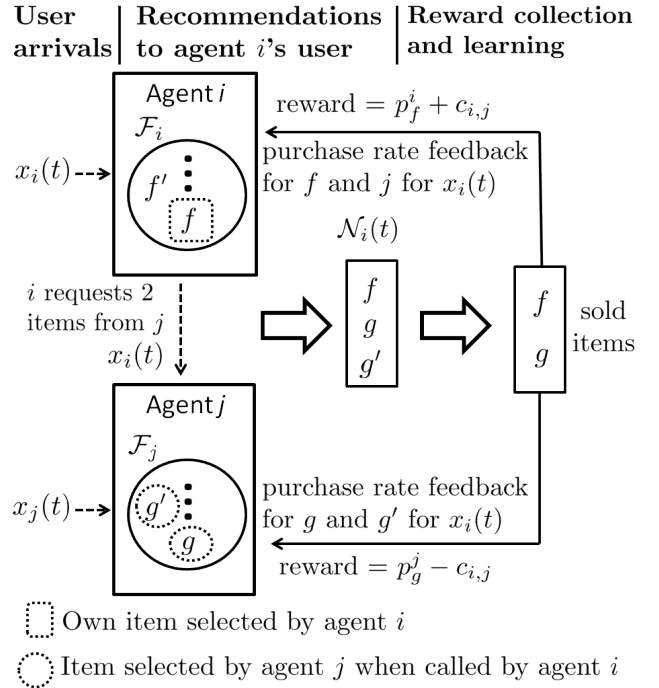 User arrivals
Recommendations to agent i's user
Reward collection and learning
Agent i
F_i
x_i(t)
f′
f
reward = p_f^i + c_{i,j}
purchase rate feedback
for f and j for x_i(t)
N_i(t)
i requests 2
items from j
x_i(t)
f
g
g′
f
g
sold
items
Agent j
F_j
x_j(t)
g′
g
purchase rate feedback
for g and g′ for x_i(t)
reward = p_g^j − c_{i,j}
Own item selected by agent i
Item selected by agent j when called by agent i